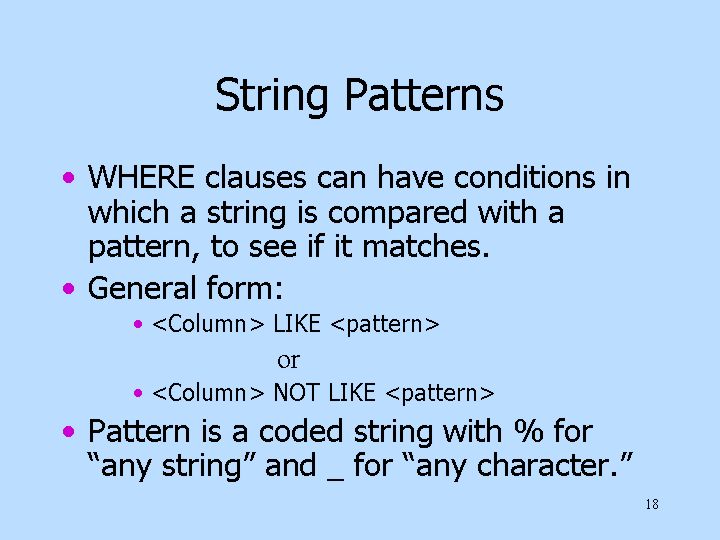 String Patterns
• WHERE clauses can have conditions in
which a string is compared with a
pattern, to see if it matches.
• General form:
• <Column> LIKE <pattern>
or
• <Column> NOT LIKE <pattern>
• Pattern is a coded string with % for
“any string” and _ for “any character. ”
18